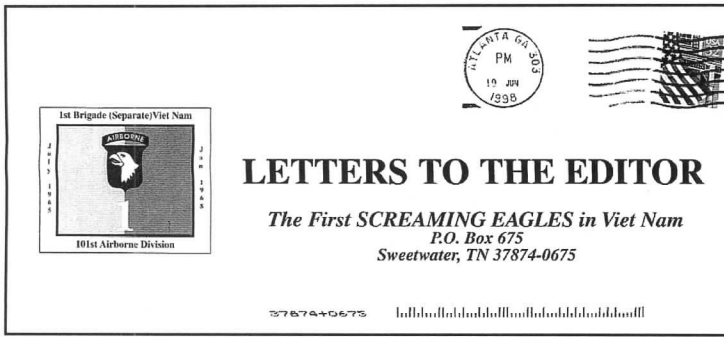 ATLANTA GA 303
PM
19 JUN
1998
1st Brigade (Separate) Viet Nam
AIRBORNE
July 1965
Jan 1968
1
101st Airborne Division
LETTERS TO THE EDITOR
The First SCREAMING EAGLES in Viet Nam
P.O. Box 675
Sweetwater, TN 37874-0675
37874+0675